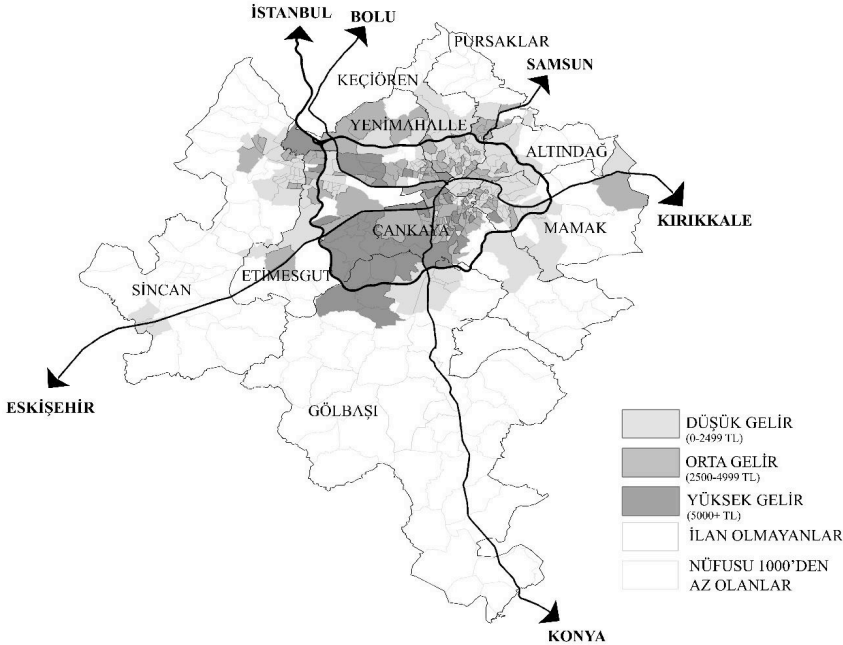 İSTANBUL
BOLU
PURSAKLAR
SAMSUN
KEÇİÖREN
YENİMAHALLE
ALTINDAĞ
KIRIKKALE
ÇANKAYA
MAMAK
ETİMESGUT
SİNCAN
ESKİŞEHİR
GÖLBAŞI
KONYA
DÜŞÜK GELİR
(0-2499 TL)
ORTA GELİR
(2500-4999 TL)
YÜKSEK GELİR
(5000+ TL)
İLAN OLMAYANLAR
NÜFUSU 1000'DEN
AZ OLANLAR